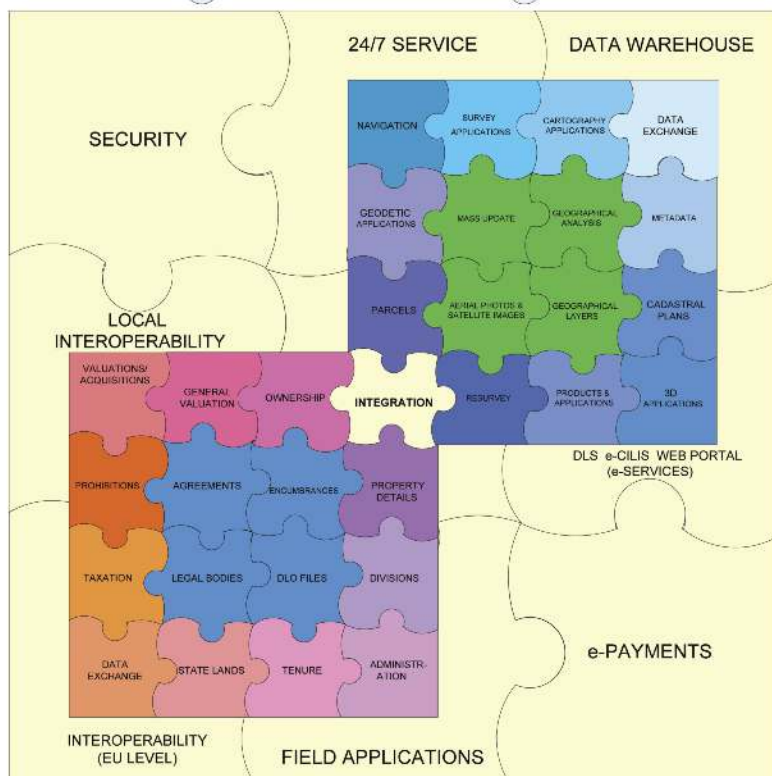 24/7 SERVICE
DATA WAREHOUSE
SECURITY
NAVIGATION
SURVEY
APPLICATIONS
CARTOGRAPHY
APPLICATIONS
DATA
EXCHANGE
GEODETIC
APPLICATIONS
MASS UPDATE
GEOGRAPHICAL
ANALYSIS
METADATA
PARCELS
AERIAL PHOTOS &
SATELLITE IMAGES
GEOGRAPHICAL
LAYERS
CADASTRAL
PLANS
LOCAL
INTEROPERABILITY
VALUATIONS/
ACQUISITIONS
GENERAL
VALUATION
OWNERSHIP
INTEGRATION
RESURVEY
PRODUCTS &
APPLICATIONS
3D
APPLICATIONS
DLS e-CILIS WEB PORTAL
(e-SERVICES)
PROHIBITIONS
AGREEMENTS
ENCUMBRANCES
PROPERTY
DETAILS
TAXATION
LEGAL BODIES
DLO FILES
DIVISIONS
DATA
EXCHANGE
STATE LANDS
TENURE
ADMINISTR-
ATION
e-PAYMENTS
INTEROPERABILITY
(EU LEVEL)
FIELD APPLICATIONS